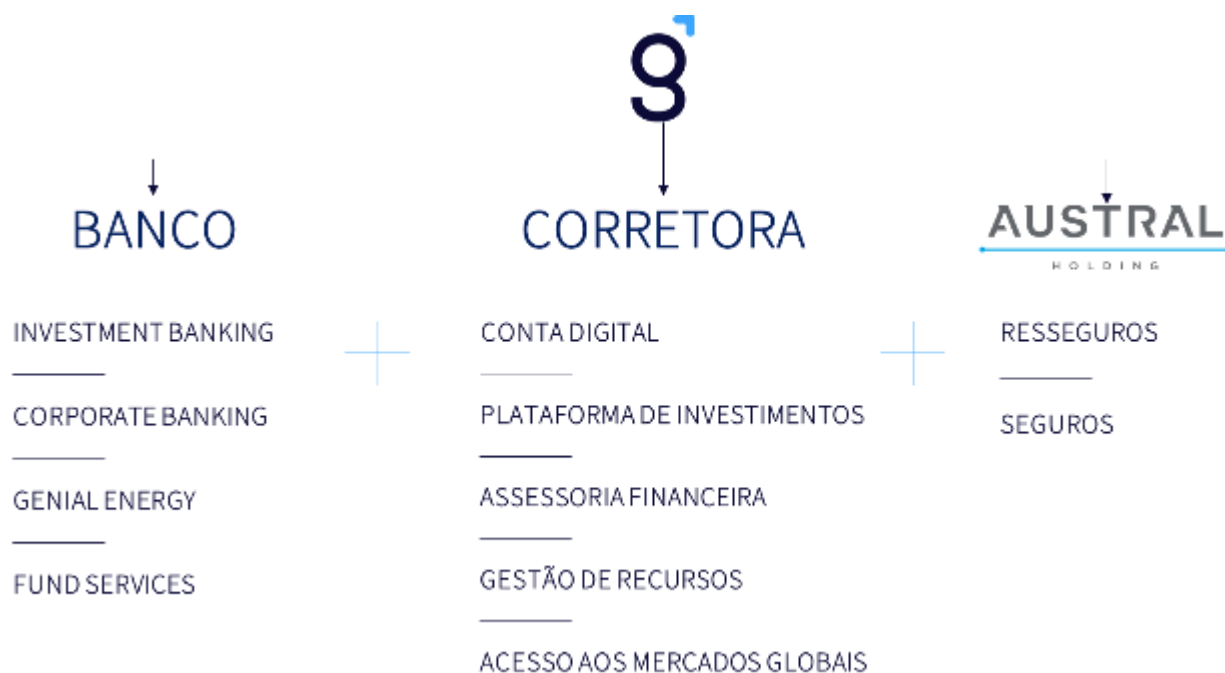 g
BANCO
INVESTMENT BANKING
CORPORATE BANKING
GENIAL ENERGY
FUND SERVICES
CORRETORA
CONTA DIGITAL
PLATAFORMA DE INVESTIMENTOS
ASSESSORIA FINANCEIRA
GESTÃO DE RECURSOS
ACESSO AOS MERCADOS GLOBAIS
AUSTRAL
HOLDING
RESSEGUROS
SEGUROS